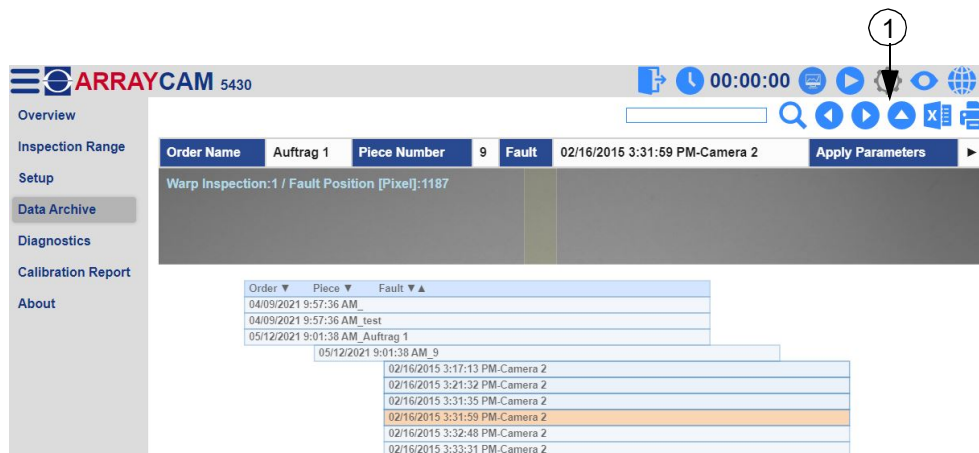 1
ARRAYCAM 5430
00:00:00
Overview
Inspection Range
Setup
Data Archive
Diagnostics
Calibration Report
About
Order Name Auftrag 1 Piece Number 9 Fault 02/16/2015 3:31:59 PM-Camera 2 Apply Parameters ►
Warp Inspection:1 / Fault Position [Pixel]:1187
Order ▼ Piece ▼ Fault ▼▲
04/09/2021 9:57:36 AM_
04/09/2021 9:57:36 AM_test
05/12/2021 9:01:38 AM_Auftrag 1
05/12/2021 9:01:38 AM_9
02/16/2015 3:17:13 PM-Camera 2
02/16/2015 3:21:32 PM-Camera 2
02/16/2015 3:31:35 PM-Camera 2
02/16/2015 3:31:59 PM-Camera 2
02/16/2015 3:32:48 PM-Camera 2
02/16/2015 3:33:31 PM-Camera 2